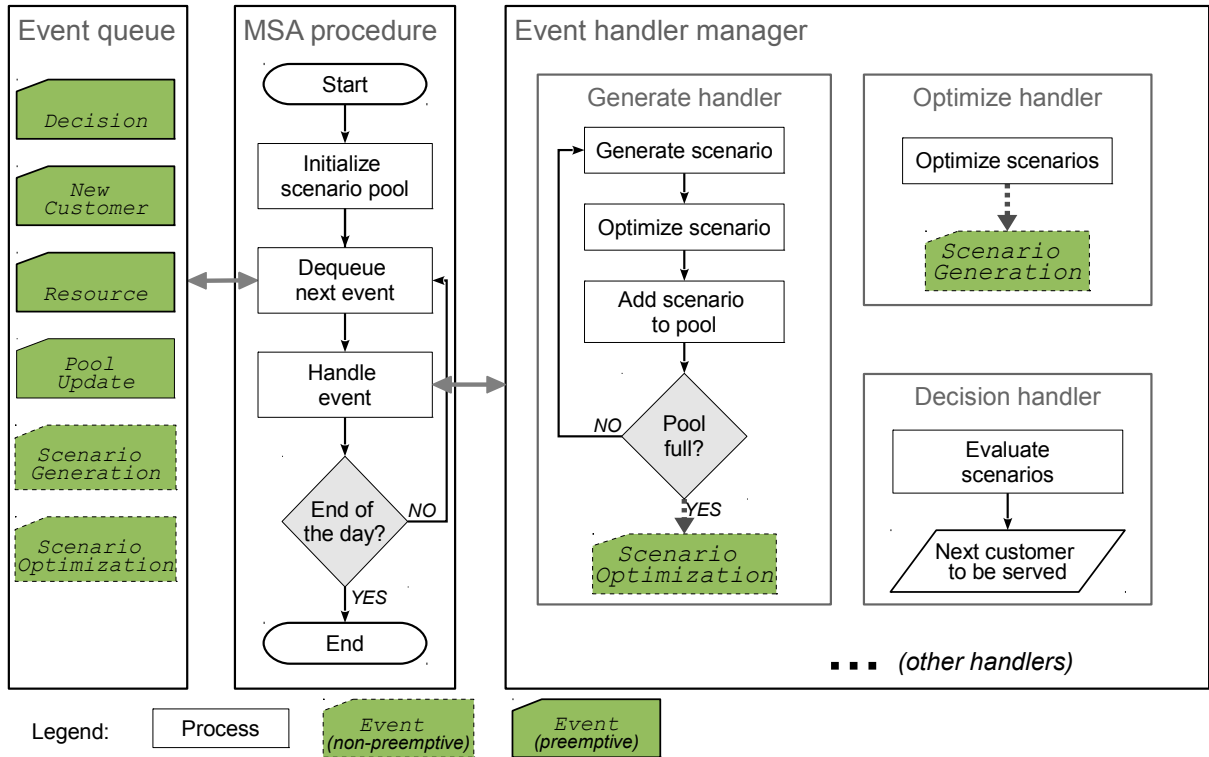 Event queue
Decision
New
Customer
Resource
Pool
Update
Scenario
Generation
Scenario
Optimization
MSA procedure
Start
Initialize
scenario pool
Dequeue
next event
Handle
event
End of
the day?
NO
YES
End
Event handler manager
Generate handler
Generate scenario
Optimize scenario
Add scenario
to pool
Pool
full?
NO
YES
Scenario
Optimization
Optimize handler
Optimize scenarios
Scenario
Generation
Decision handler
Evaluate
scenarios
Next customer
to be served
... (other handlers)
Legend:
Process
Event
(non-preemptive)
Event
(preemptive)